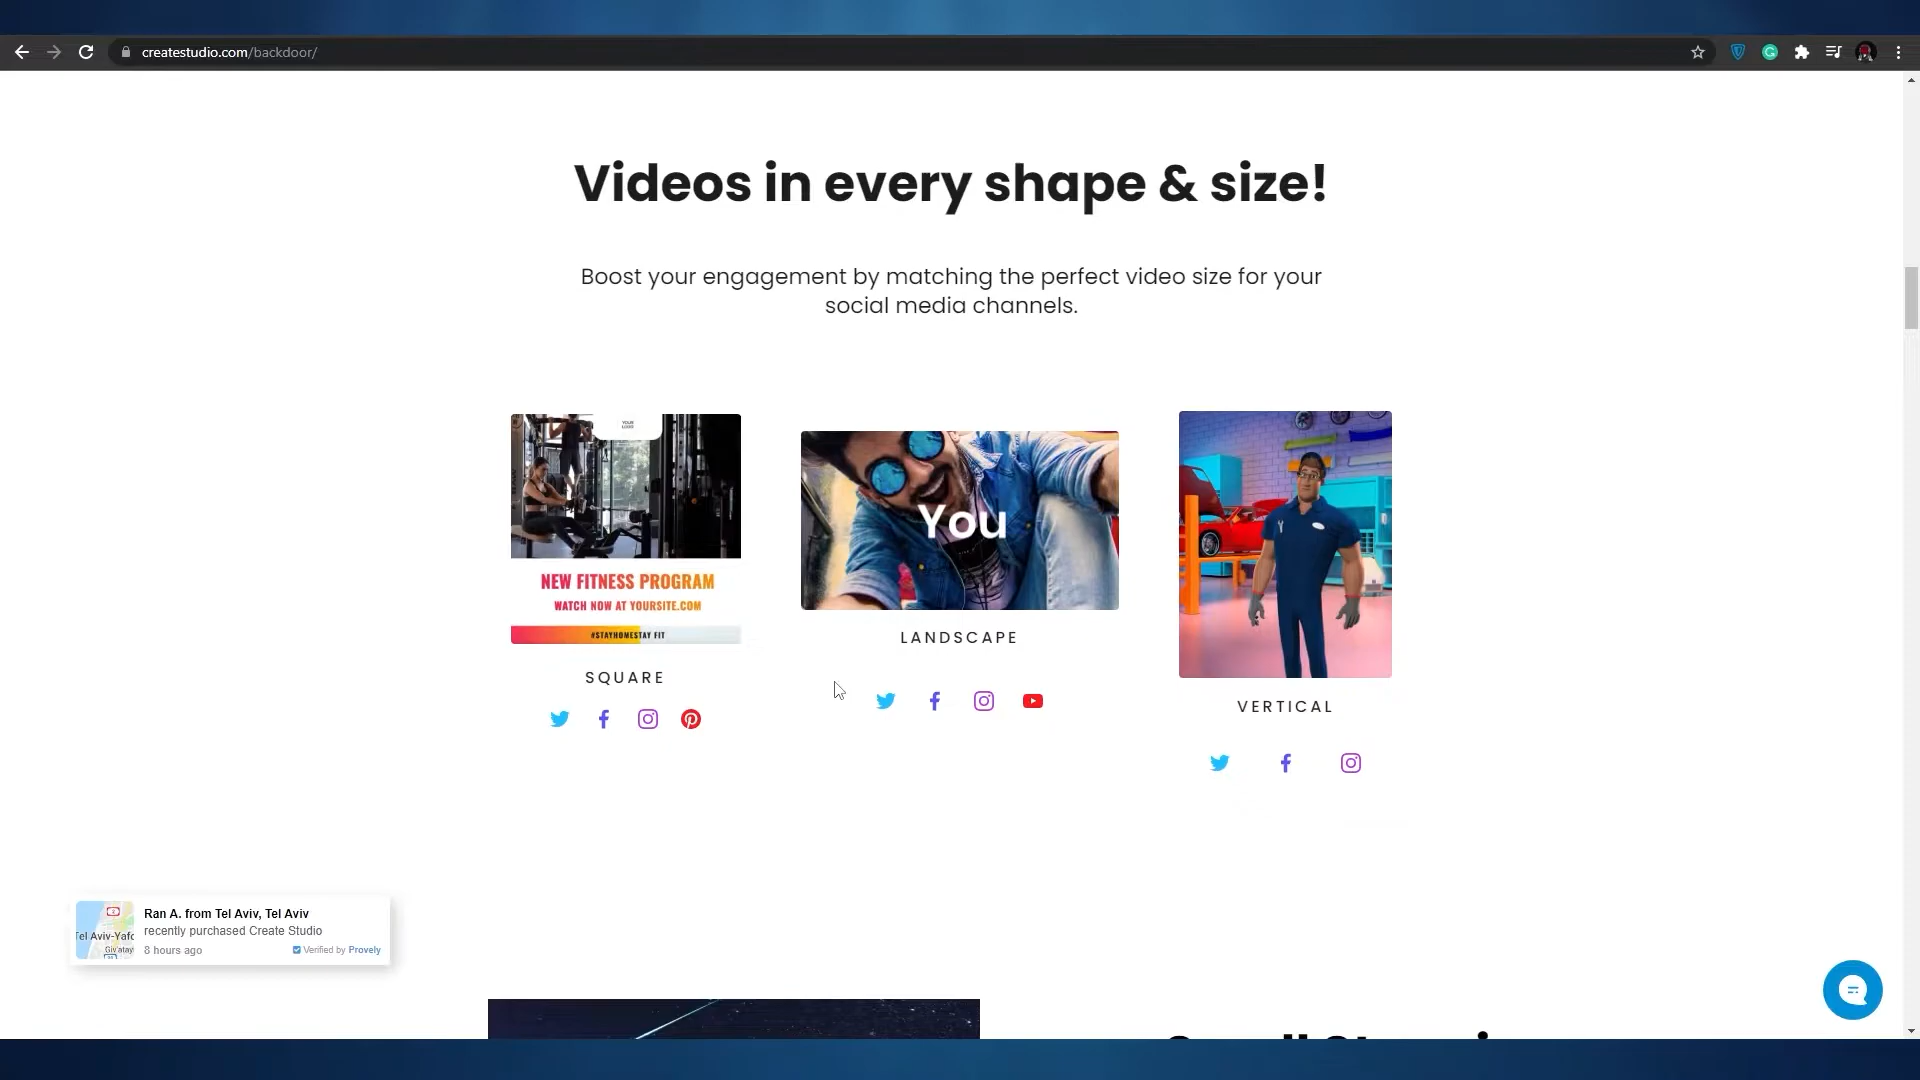 createstudio.com/backdoor/
Videos in every shape & size!
Boost your engagement by matching the perfect video size for your
social media channels.
YOUR
LOGO
NEW FITNESS PROGRAM
WATCH NOW AT YOURSITE.COM
#STAYHOMESTAY FIT
SQUARE
You
LANDSCAPE
VERTICAL
Ran A. from Tel Aviv, Tel Aviv
recently purchased Create Studio
8 hours ago
Verified by Provely